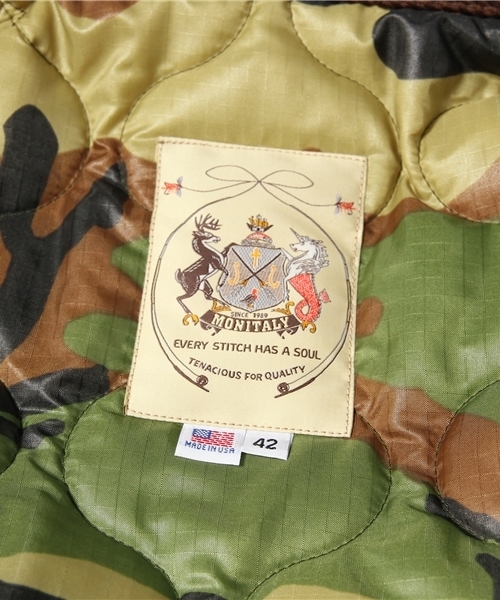 SINCE 1989
MONITALY
EVERY STITCH HAS A SOUL
TENACIOUS FOR QUALITY
MADE IN USA
42